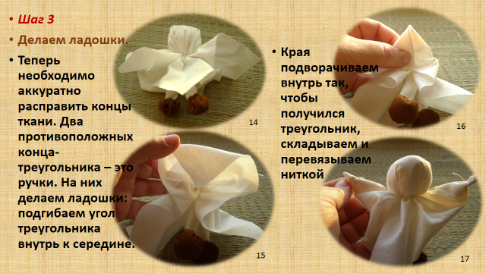 • Шаг 3
• Делаем ладошки.
• Теперь
необходимо
аккуратно
расправить концы
ткани. Два
противоположных
конца-
треугольника – это
ручки. На них
делаем ладошки:
подгибаем угол
треугольника
внутрь к середине.
14
15
• Края
подворачиваем
внутрь так,
чтобы
получился
треугольник,
складываем и
перевязываем
ниткой
16
17